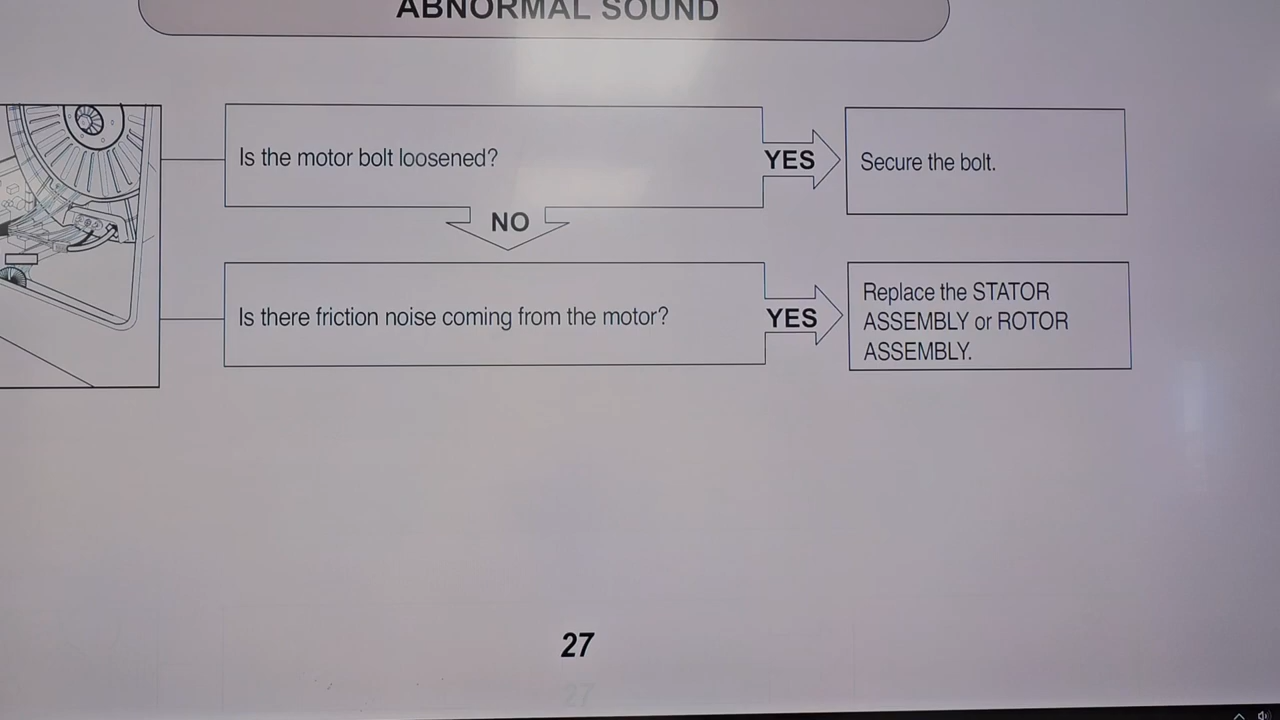 ABNORMAL SOUND
Is the motor bolt loosened?
YES
Secure the bolt.
NO
Is there friction noise coming from the motor?
YES
Replace the STATOR
ASSEMBLY or ROTOR
ASSEMBLY.
27